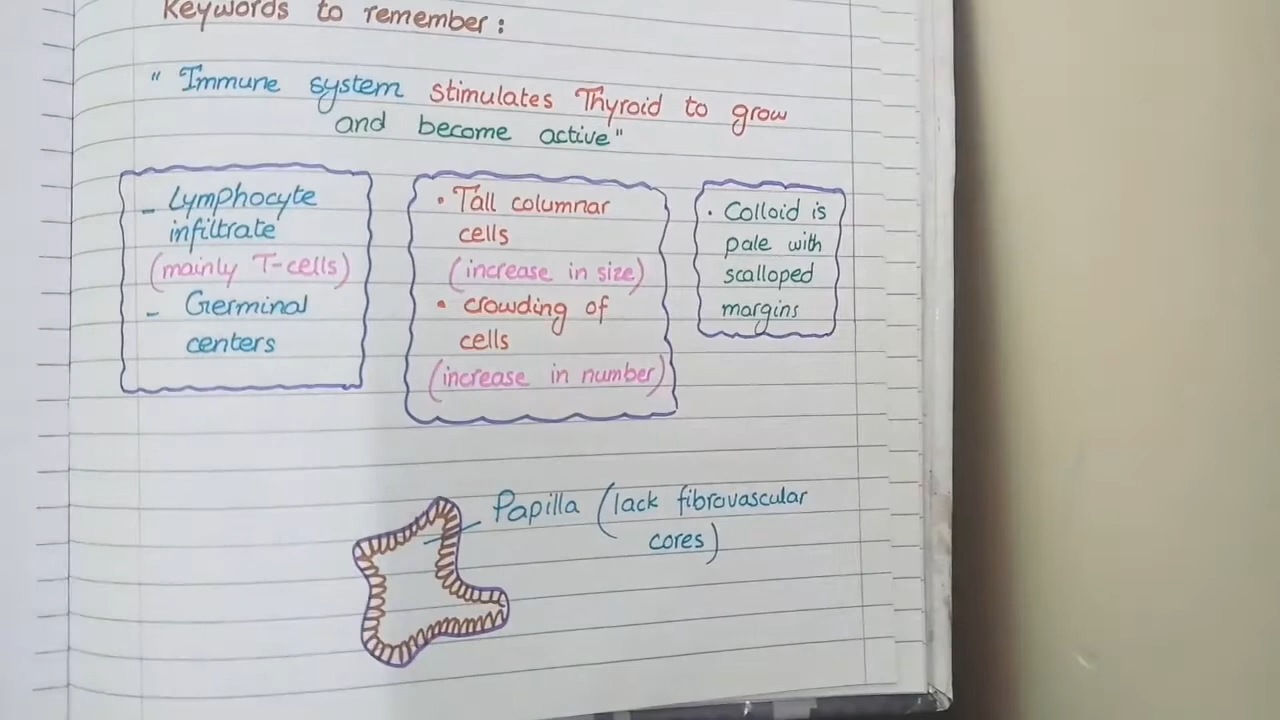 Keywords to remember:
" Immune system stimulates Thyroid to grow
and become active"
- Lymphocyte
infiltrate
(mainly T-cells)
- Germinal
centers
• Tall columnar
cells
(increase in size)
• crowding of
cells
(increase in number)
• Colloid is
pale with
scalloped
margins
Papilla (lack fibrovascular
cores)